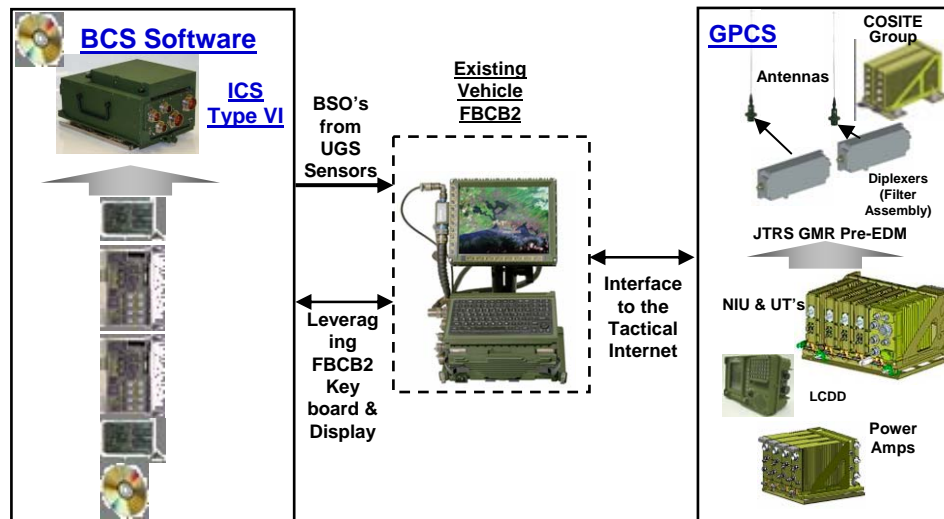 BCS Software
ICS
Type VI
BSO's
from
UGS
Sensors
Leverag
ing
FBCB2
Key
board &
Display
Existing
Vehicle
FBCB2
Interface
to the
Tactical
Internet
GPCS
COSITE
Group
Antennas
Diplexers
(Filter
Assembly)
JTRS GMR Pre-EDM
NIU & UT's
LCDD
Power
Amps